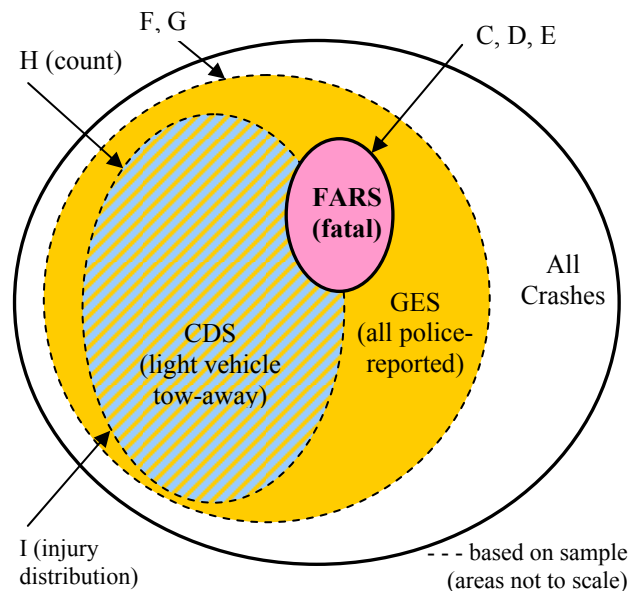 F, G
C, D, E
H (count)
FARS
(fatal)
All
Crashes
GES
(all police-
reported)
CDS
(light vehicle
tow-away)
I (injury
distribution)
- - - based on sample
(areas not to scale)